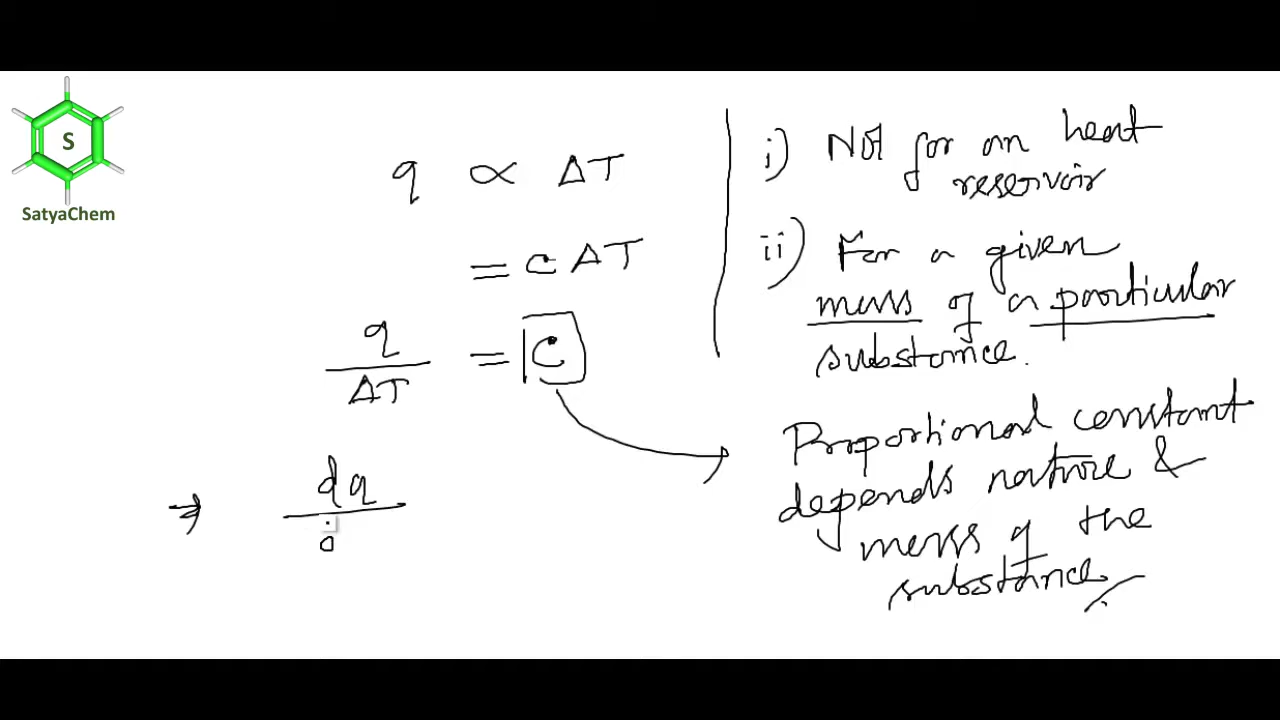 S
SatyaChem
q ∝ ΔT
= C ΔT
q
ΔT
= C
⇒ dq
i) Not for an heat
reservoir
ii) For a given
mass of a particular
substance.
Proportional constant
depends nature &
mass of the
substance